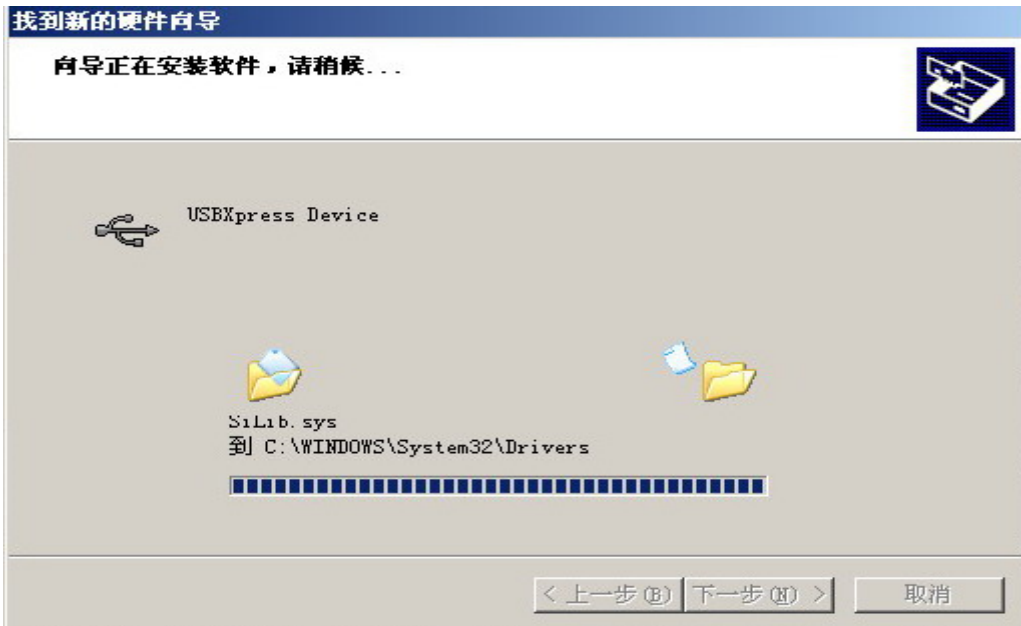 找到新的硬件向导
向导正在安装软件，请稍候...
USBXpress Device
SiLib.sys
到 C:\WINDOWS\System32\Drivers
< 上一步(B) 下一步(N) > 取消